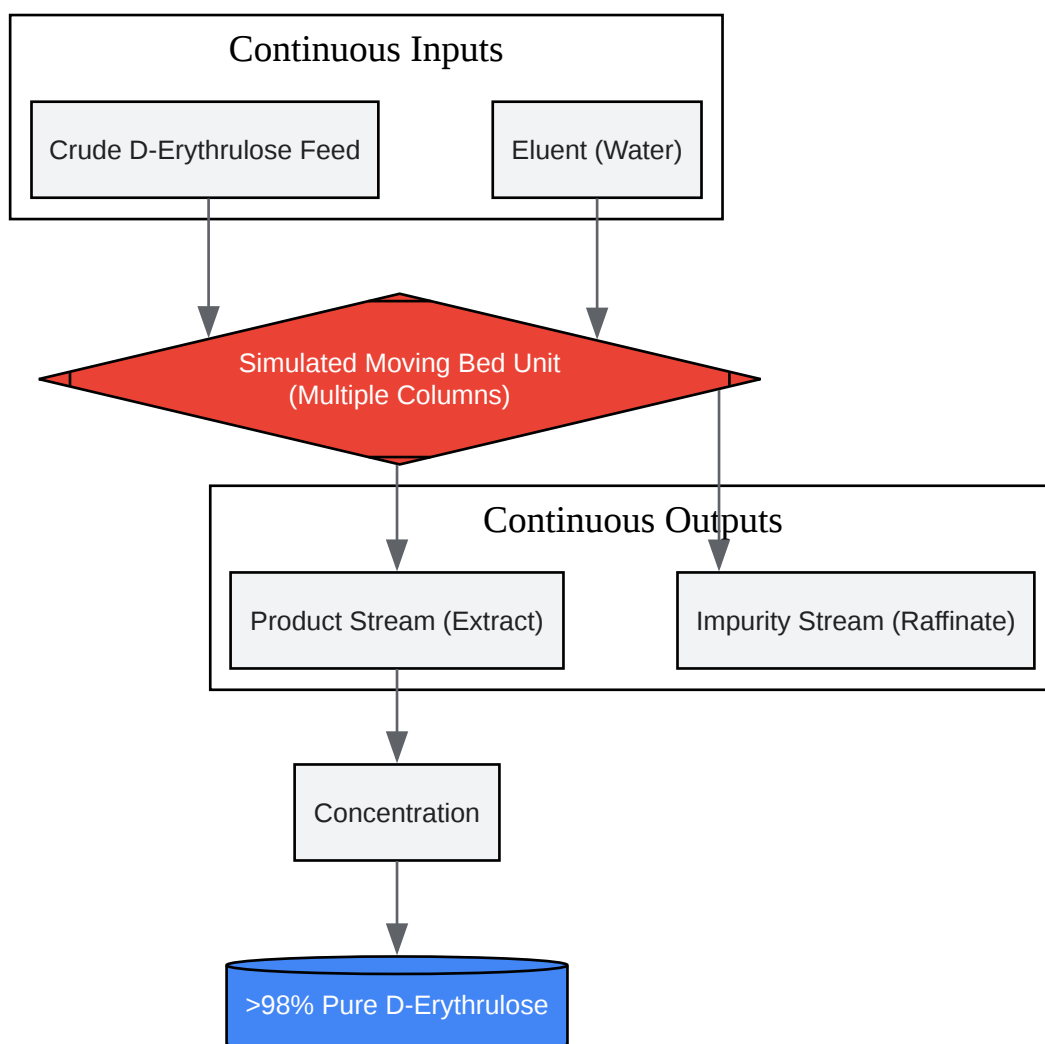 Continuous Inputs
Crude D-Erythrulose Feed
Eluent (Water)
Simulated Moving Bed Unit
(Multiple Columns)
Continuous Outputs
Product Stream (Extract)
Impurity Stream (Raffinate)
Concentration
>98% Pure D-Erythrulose